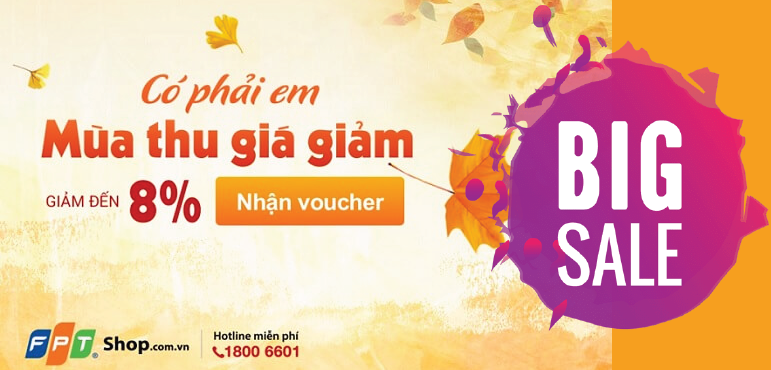 Có phải em
Mùa thu giá giảm
GIẢM ĐẾN 8% Nhận voucher
BIG
SALE
FPT® Shop.com.vn
Hotline miễn phí
1800 6601